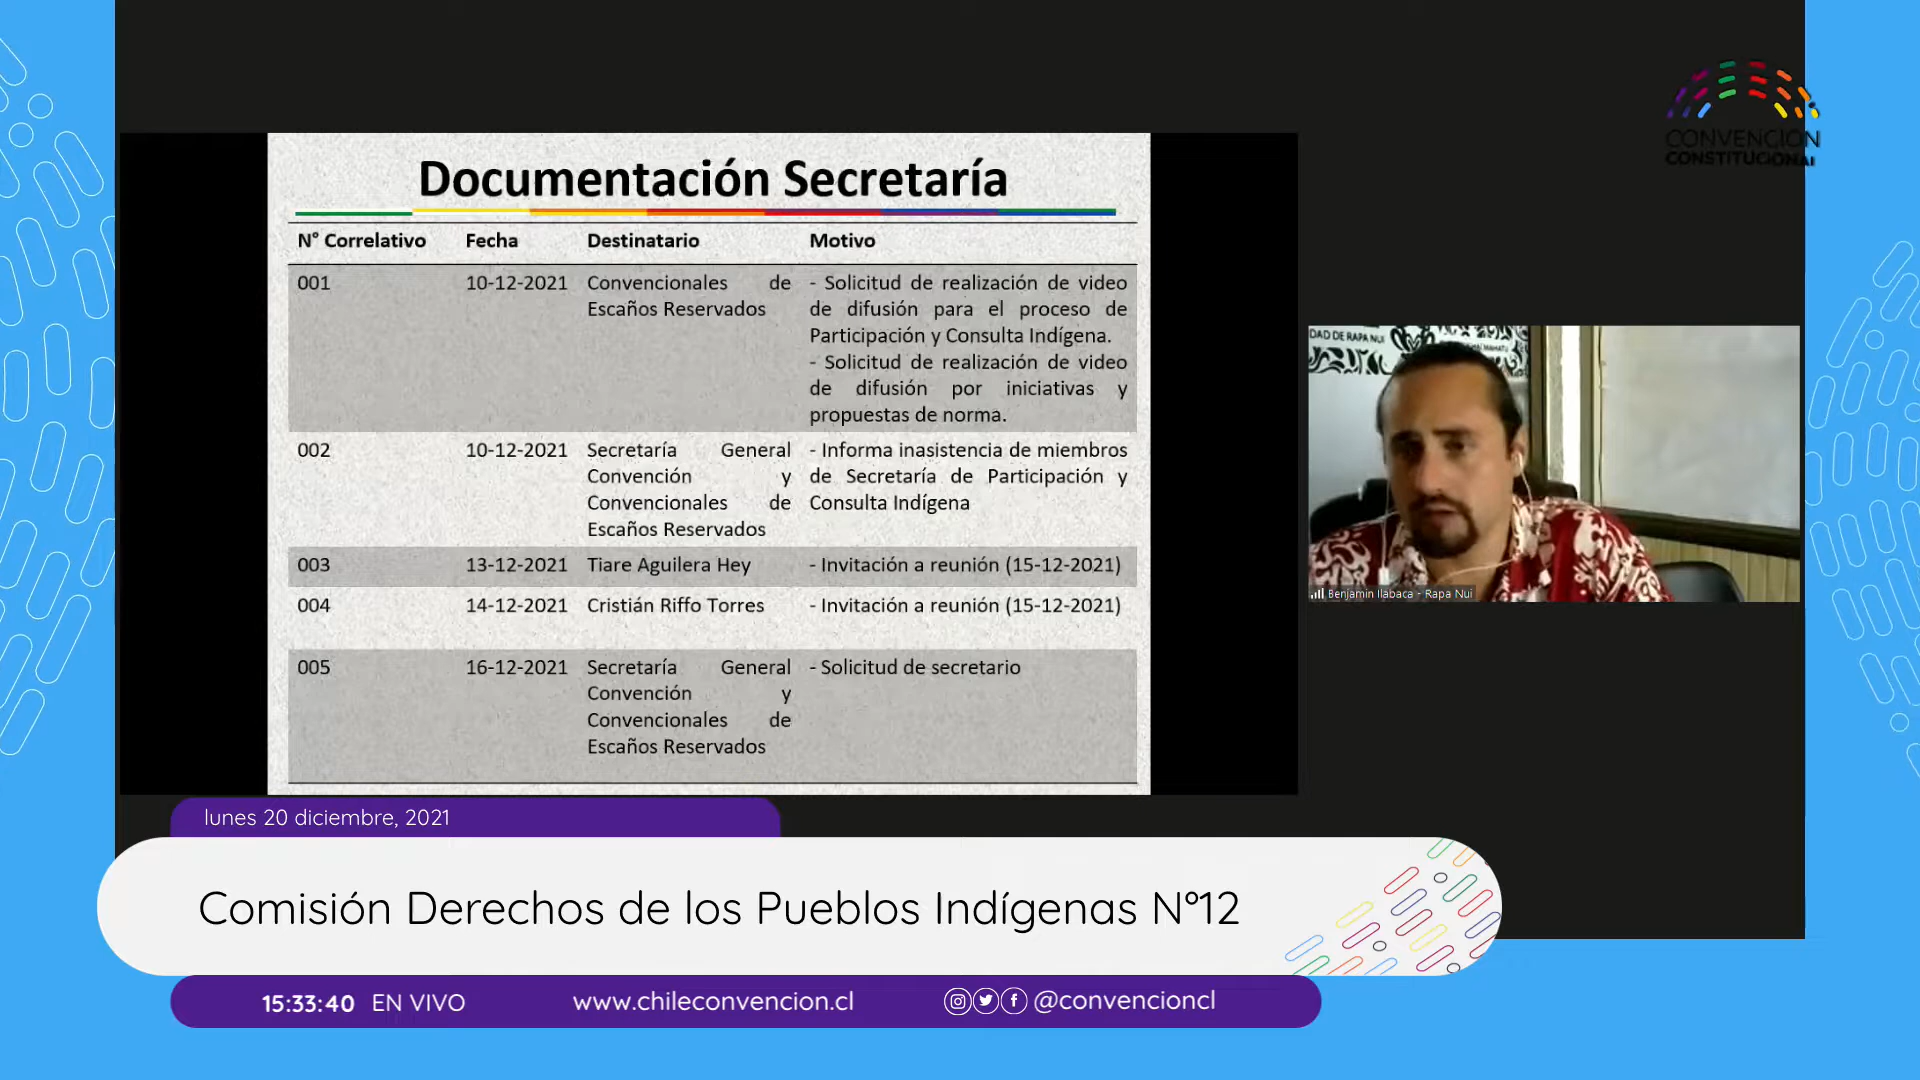 CONVENCIÓN
CONSTITUCIONAL
Documentación Secretaría
N° Correlativo Fecha Destinatario Motivo
001 10-12-2021 Convencionales de Escaños Reservados
- Solicitud de realización de video
de difusión para el proceso de
Participación y Consulta Indígena.
- Solicitud de realización de video
de difusión por iniciativas y
propuestas de norma.
002 10-12-2021 Secretaría General
Convención y
Convencionales de
Escaños Reservados
- Informa inasistencia de miembros
de Secretaría de Participación y
Consulta Indígena
003 13-12-2021 Tiare Aguilera Hey - Invitación a reunión (15-12-2021)
004 14-12-2021 Cristián Riffo Torres - Invitación a reunión (15-12-2021)
005 16-12-2021 Secretaría General
Convención y
Convencionales de
Escaños Reservados
- Solicitud de secretario
DAD DE RAPA NUI
Benjamin Ilabaca - Rapa Nui
lunes 20 diciembre, 2021
Comisión Derechos de los Pueblos Indígenas N°12
15:33:40 EN VIVO www.chileconvencion.cl @convencioncl